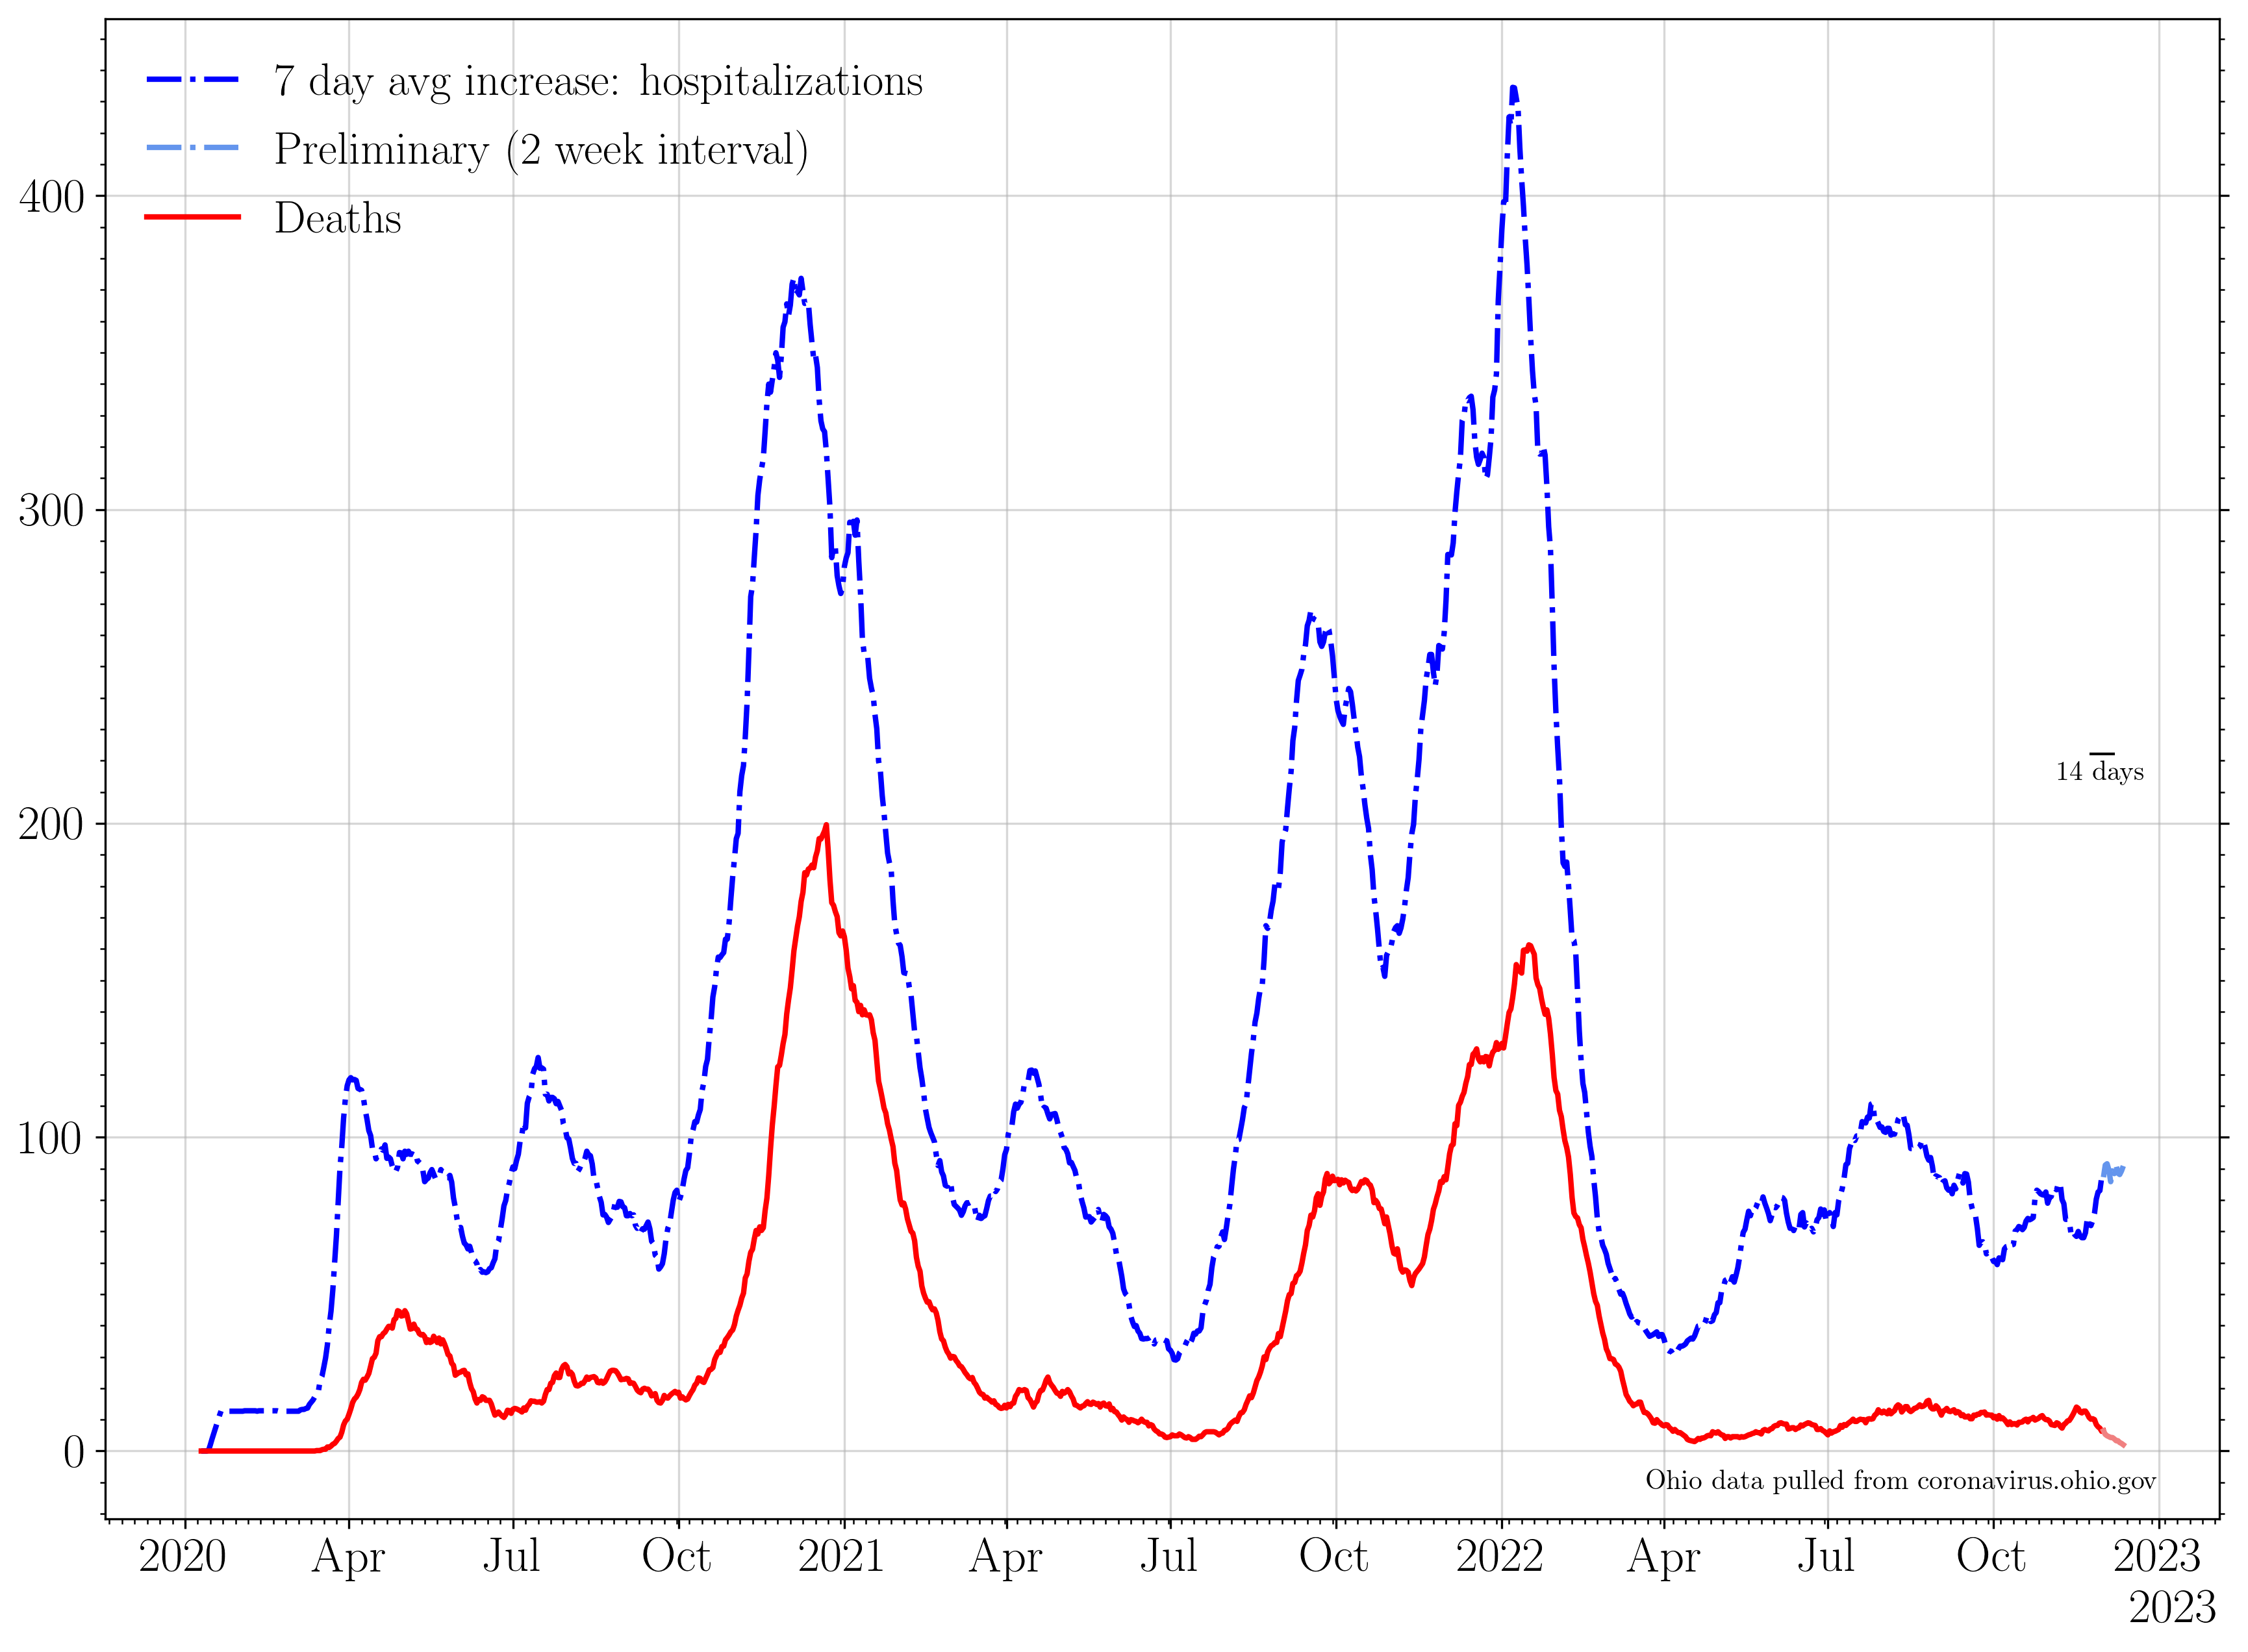 7 day avg increase: hospitalizations
Preliminary (2 week interval)
Deaths
400
300
200
100
0
14 days
Ohio data pulled from coronavirus.ohio.gov
2020 Apr Jul Oct 2021 Apr Jul Oct 2022 Apr Jul Oct 2023
2023